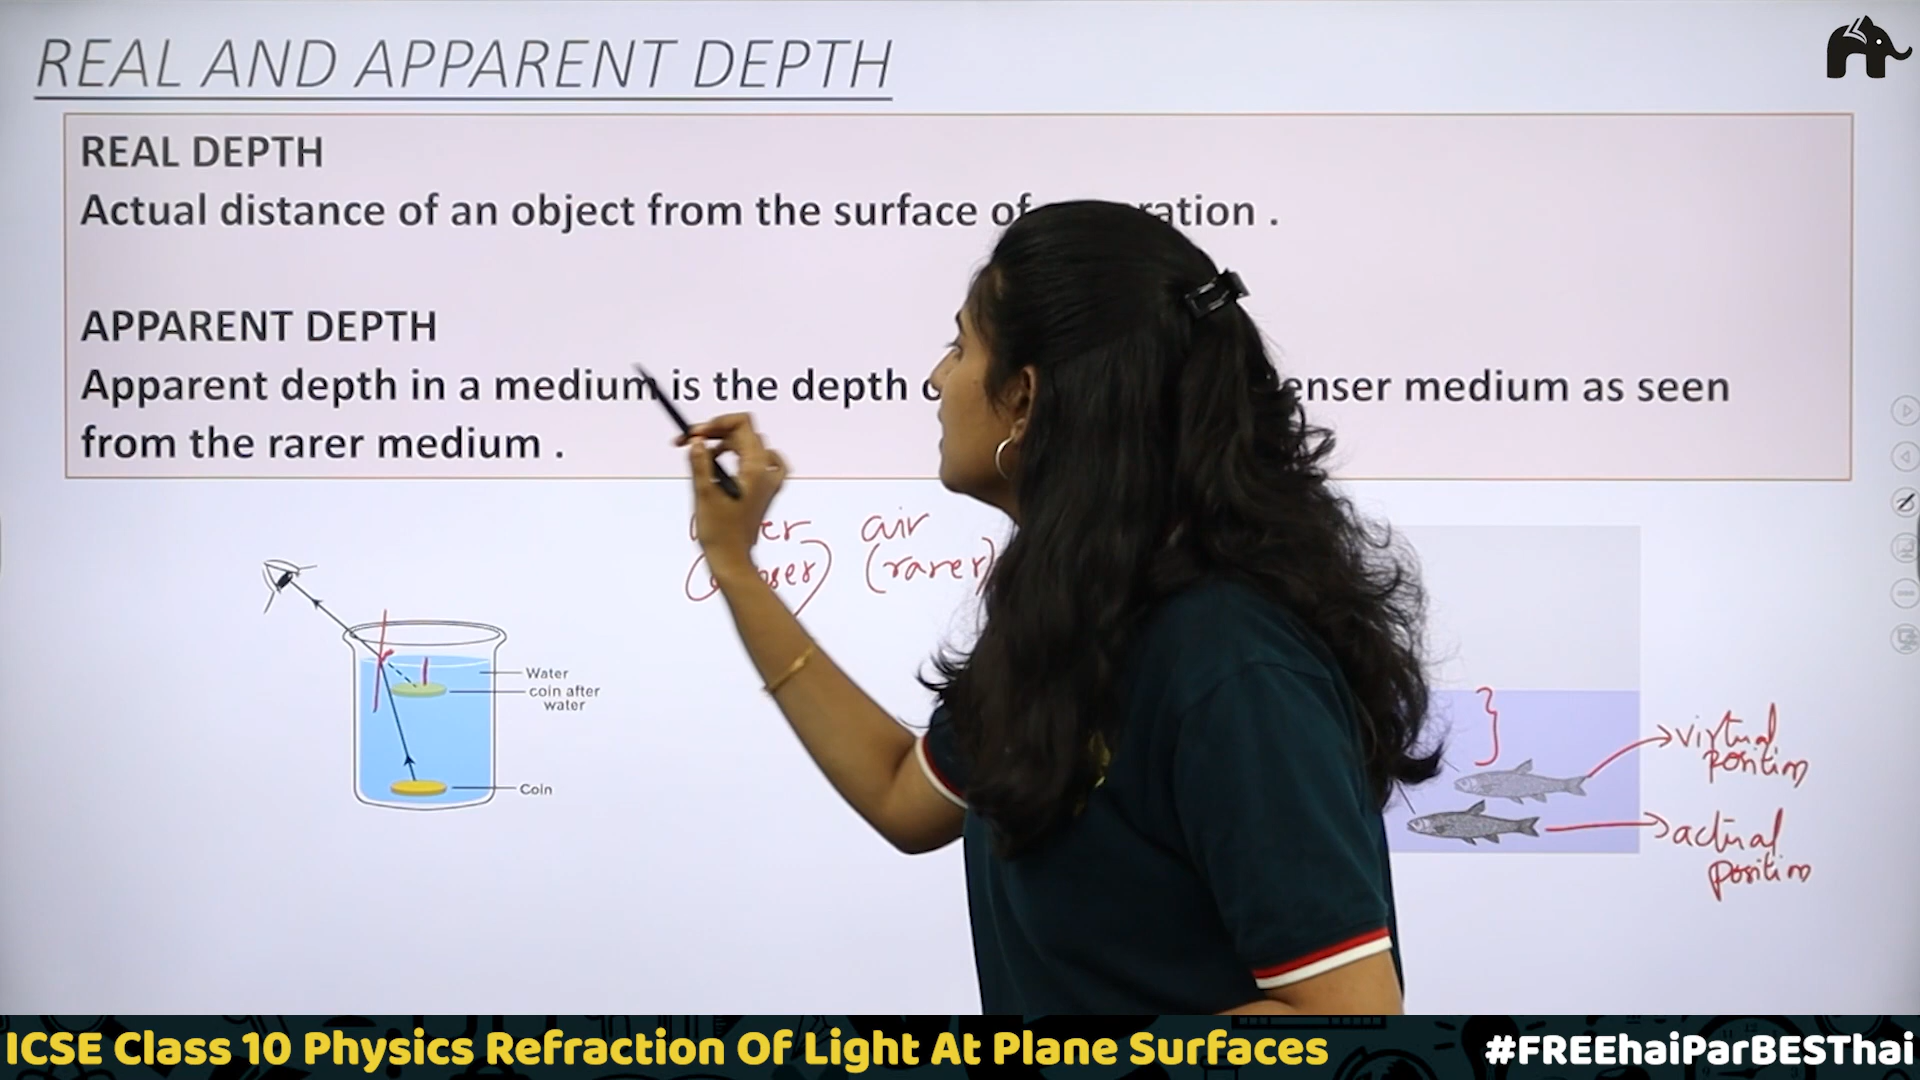 REAL AND APPARENT DEPTH
REAL DEPTH
Actual distance of an object from the surface of
APPARENT DEPTH
Apparent depth in a medium is the depth medium as seen
from the rarer medium .
air
(rarer)
Water
coin after
water
Coin
virtual
position
actual
position
ICSE Class 10 Physics Refraction Of Light At Plane Surfaces
#FREEhaiParBESThai